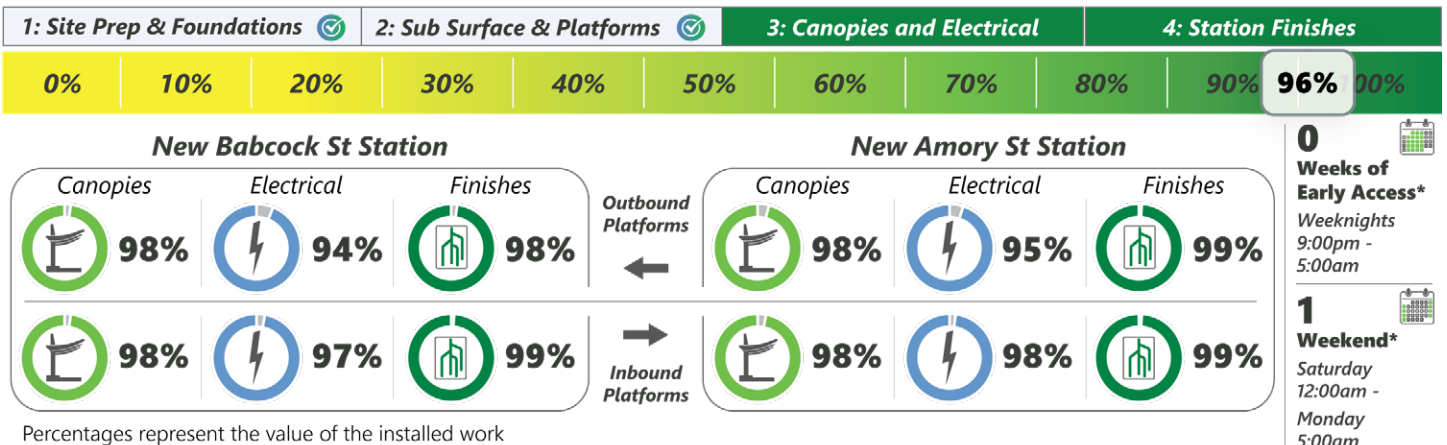 1: Site Prep & Foundations
2: Sub Surface & Platforms
3: Canopies and Electrical
4: Station Finishes
0% 10% 20% 30% 40% 50% 60% 70% 80% 90% 96% 00%
New Babcock St Station
Canopies Electrical Finishes
98% 94% 98%
98% 97% 99%
Outbound
Platforms
Inbound
Platforms
New Amory St Station
Canopies Electrical Finishes
98% 95% 99%
98% 98% 99%
0
Weeks of
Early Access*
Weeknights
9:00pm -
5:00am
1
Weekend*
Saturday
12:00am -
Monday
5:00am
Percentages represent the value of the installed work